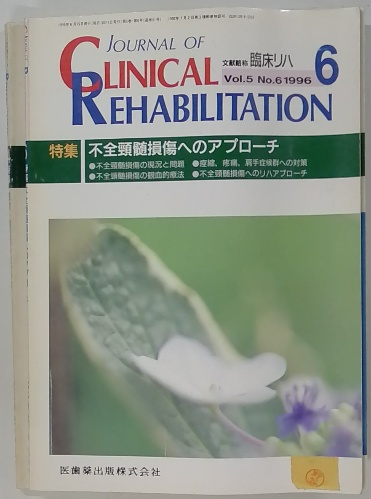 JOURNAL OF
CLINICAL
REHABILITATION
文献略称 臨床リハ
Vol.5 No.6 1996
6
特集 不全頸髄損傷へのアプローチ
●不全頸髄損傷の現況と問題 ●痙縮、疼痛、肩手症候群への対策
●不全頸髄損傷の観血的療法 ●不全頸髄損傷へのリハアプローチ
医歯薬出版株式会社